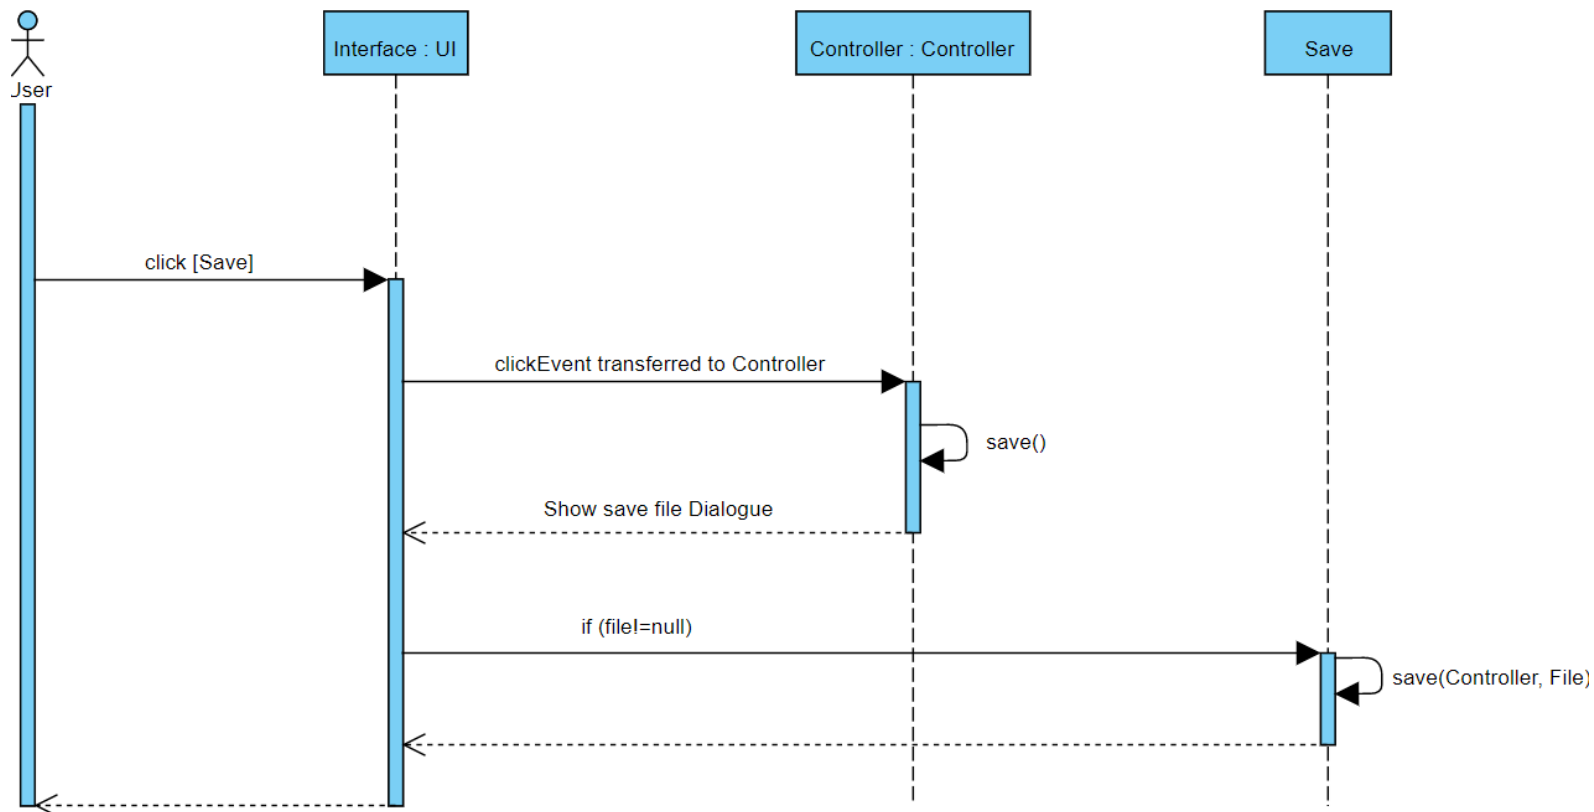 User
Interface : UI
Controller : Controller
Save
click [Save]
clickEvent transferred to Controller
save()
Show save file Dialogue
if (file!=null)
save(Controller, File)